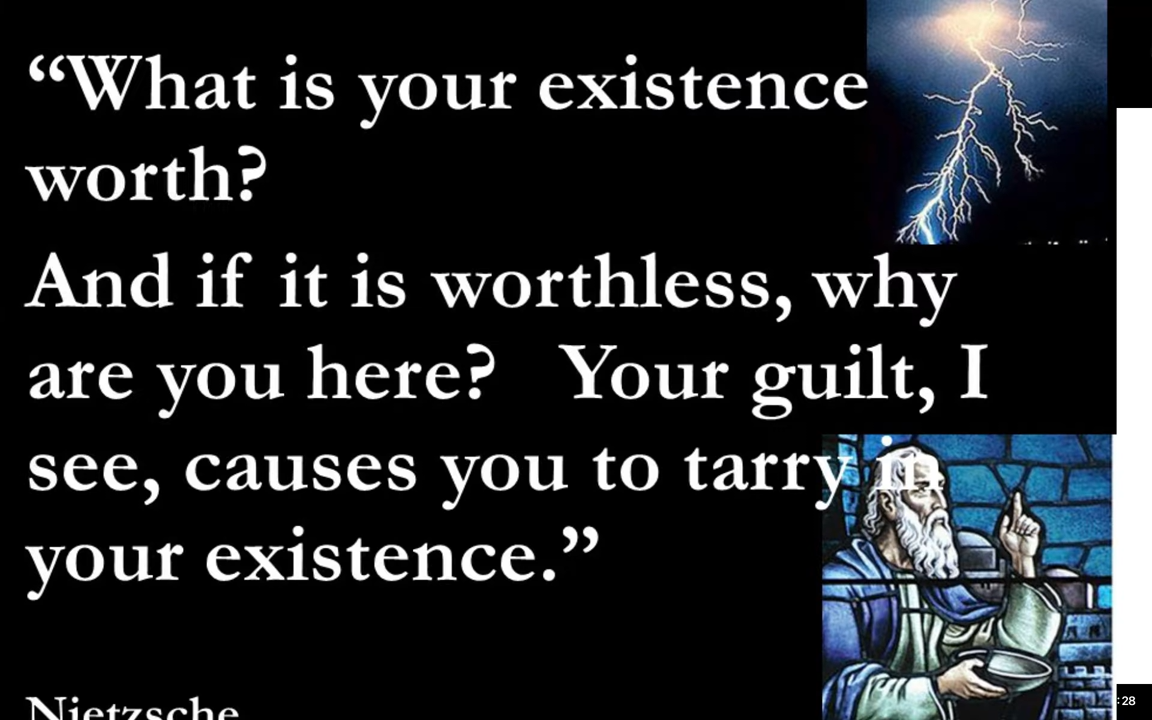 “What is your existence
worth?
And if it is worthless, why
are you here? Your guilt, I
see, causes you to tarry in
your existence.”
Nietzsche
:28